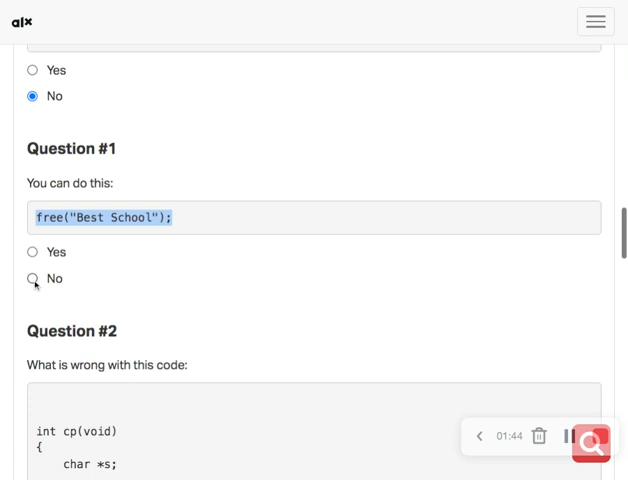 alx
Yes
No
Question #1
You can do this:
free("Best School");
Yes
No
Question #2
What is wrong with this code:
int cp(void)
{
char *s;
01:44